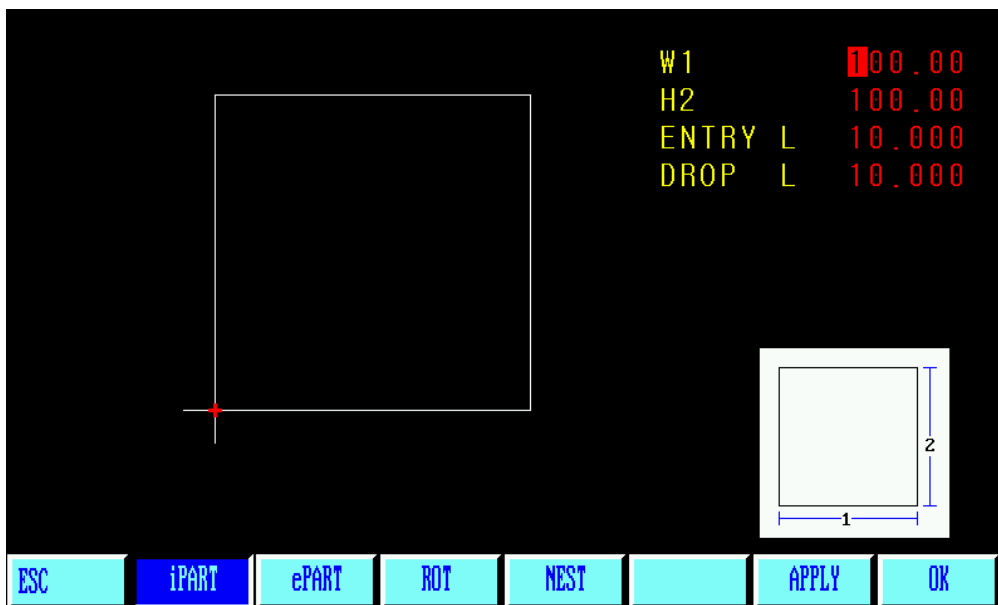 W1 100.00
H2 100.00
ENTRY L 10.000
DROP L 10.000
2
1
ESC iPART ePART ROT NEST APPLY OK